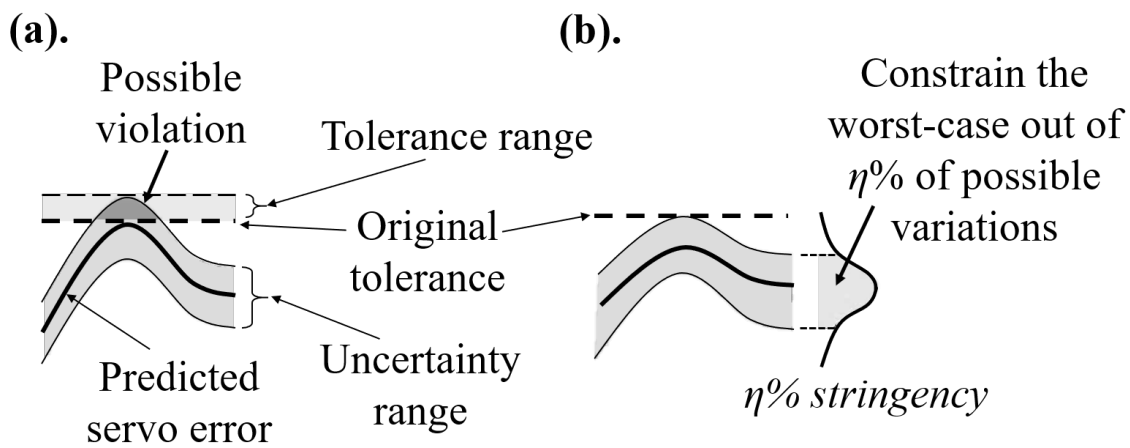 (a).
Possible
violation
Tolerance range
Original
tolerance
Uncertainty
range
Predicted
servo error
(b).
Constrain the
worst-case out of
η% of possible
variations
η% stringency